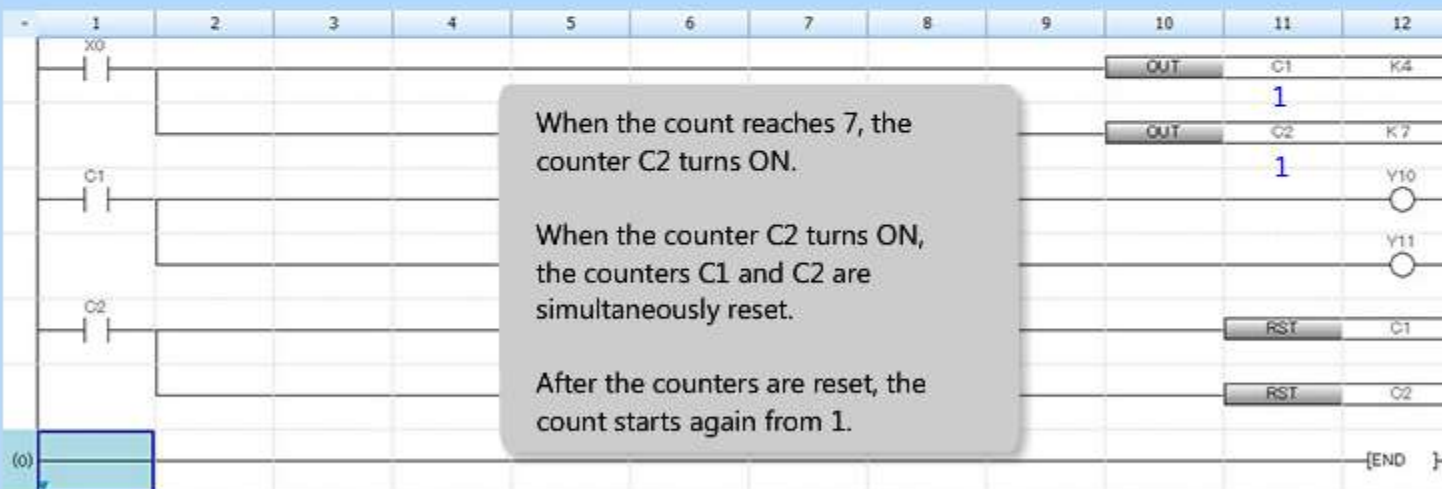 - 1 2 3 4 5 6 7 8 9 10 11 12
X0
OUT C1 K4
1
OUT C2 K7
1
C1
Y10
Y11
C2
RST C1
RST C2
(0)
[END ]
When the count reaches 7, the
counter C2 turns ON.
When the counter C2 turns ON,
the counters C1 and C2 are
simultaneously reset.
After the counters are reset, the
count starts again from 1.